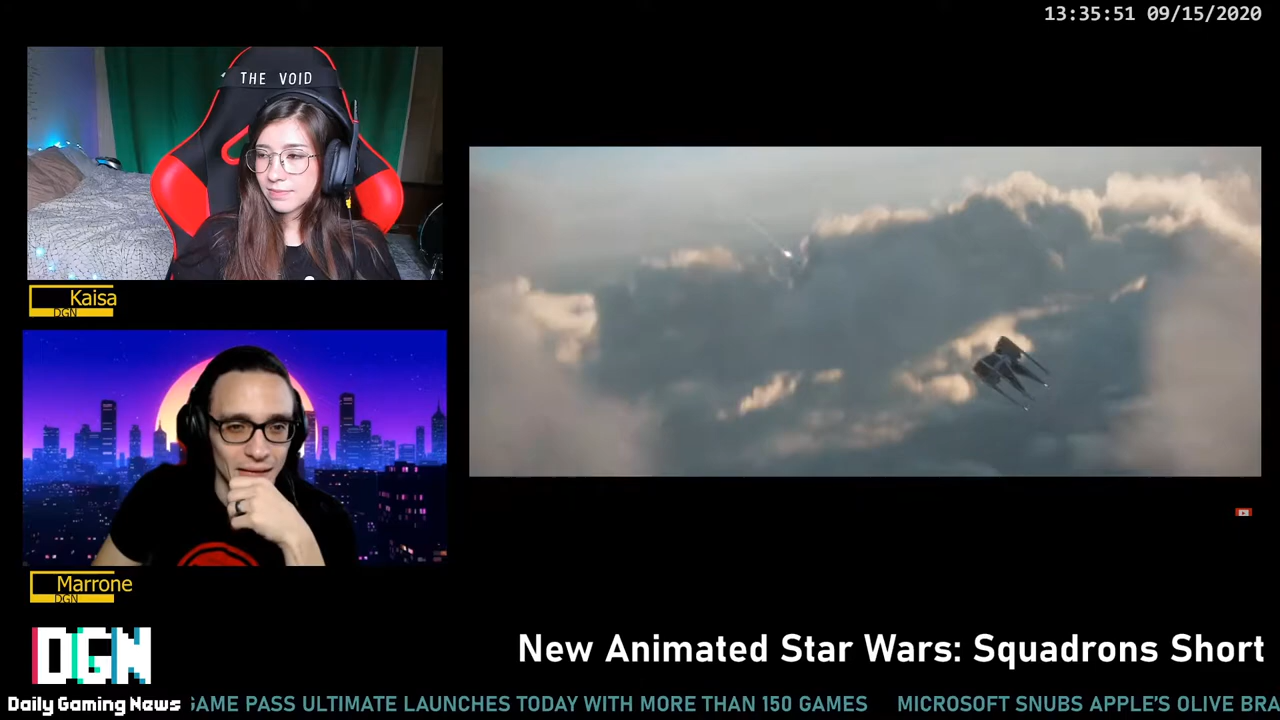 13:35:51 09/15/2020
THE VOID
Kaisa
DGN
Marrone
DGN
DGN
Daily Gaming News
New Animated Star Wars: Squadrons Short
GAME PASS ULTIMATE LAUNCHES TODAY WITH MORE THAN 150 GAMES MICROSOFT SNUBS APPLE'S OLIVE BRA